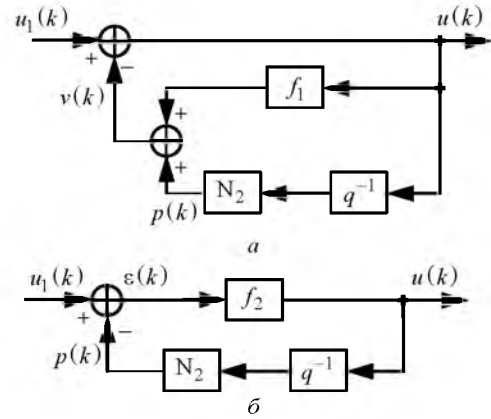 u₁(k) u(k)
+ −
v(k) f₁
+
+
N₂ q⁻¹
p(k)
а
u₁(k) ε(k) u(k)
f₂
+ −
p(k) N₂ q⁻¹
б